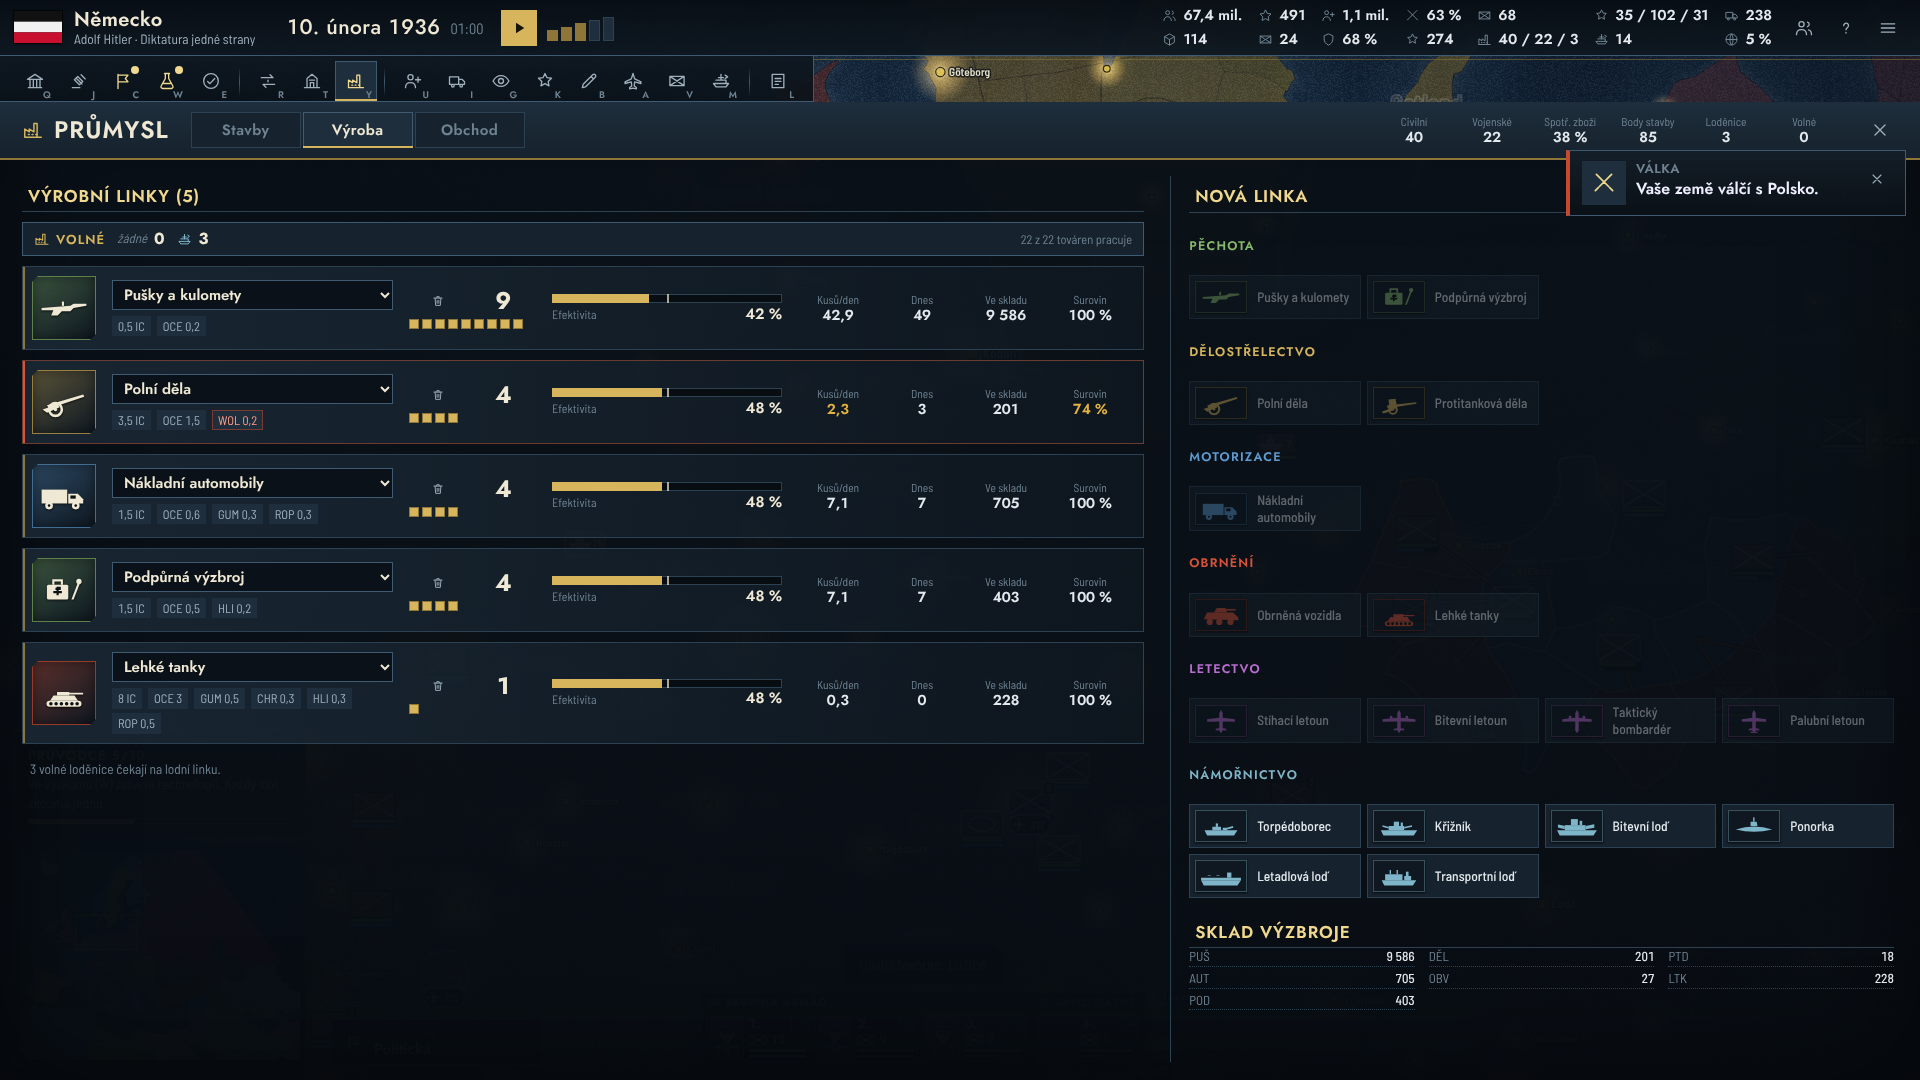 Německo
Adolf Hitler · Diktatura jedné strany
10. února 1936 01:00
67,4 mil. 491 1,1 mil. 63 % 68 35 / 102 / 31 238
114 24 68 % 274 40 / 22 / 3 14 5 %
?
Q J C W E R T Y U I G K B A V M L
Göteborg
PRŮMYSL
Stavby
Výroba
Obchod
Civilní
40
Vojenské
22
Spotř. zboží
38 %
Body stavby
85
Loděnice
3
Volné
0
VÁLKA
Vaše země válčí s Polsko.
VÝROBNÍ LINKY (5)
VOLNÉ žádné 0 3
22 z 22 továren pracuje
Pušky a kulomety
0,5 IC OCE 0,2
9
Efektivita 42 %
Kusů/den
42,9
Dnes
49
Ve skladu
9 586
Surovin
100 %
Polní děla
3,5 IC OCE 1,5 WOL 0,2
4
Efektivita 48 %
Kusů/den
2,3
Dnes
3
Ve skladu
201
Surovin
74 %
Nákladní automobily
1,5 IC OCE 0,6 GUM 0,3 ROP 0,3
4
Efektivita 48 %
Kusů/den
7,1
Dnes
7
Ve skladu
705
Surovin
100 %
Podpůrná výzbroj
1,5 IC OCE 0,5 HLI 0,2
4
Efektivita 48 %
Kusů/den
7,1
Dnes
7
Ve skladu
403
Surovin
100 %
Lehké tanky
8 IC OCE 3 GUM 0,5 CHR 0,3 HLI 0,3
ROP 0,5
1
Efektivita 48 %
Kusů/den
0,3
Dnes
0
Ve skladu
228
Surovin
100 %
3 volné loděnice čekají na lodní linku.
NOVÁ LINKA
PĚCHOTA
Pušky a kulomety
Podpůrná výzbroj
DĚLOSTŘELECTVO
Polní děla
Protitanková děla
MOTORIZACE
Nákladní
automobily
OBRNĚNÍ
Obrněná vozidla
Lehké tanky
LETECTVO
Stíhací letoun
Bitevní letoun
Taktický
bombardér
Palubní letoun
NÁMOŘNICTVO
Torpédoborec
Křižník
Bitevní loď
Ponorka
Letadlová loď
Transportní loď
SKLAD VÝZBROJE
PUŠ 9 586 DĚL 201 PTD 18
AUT 705 OBV 27 LTK 228
POD 403